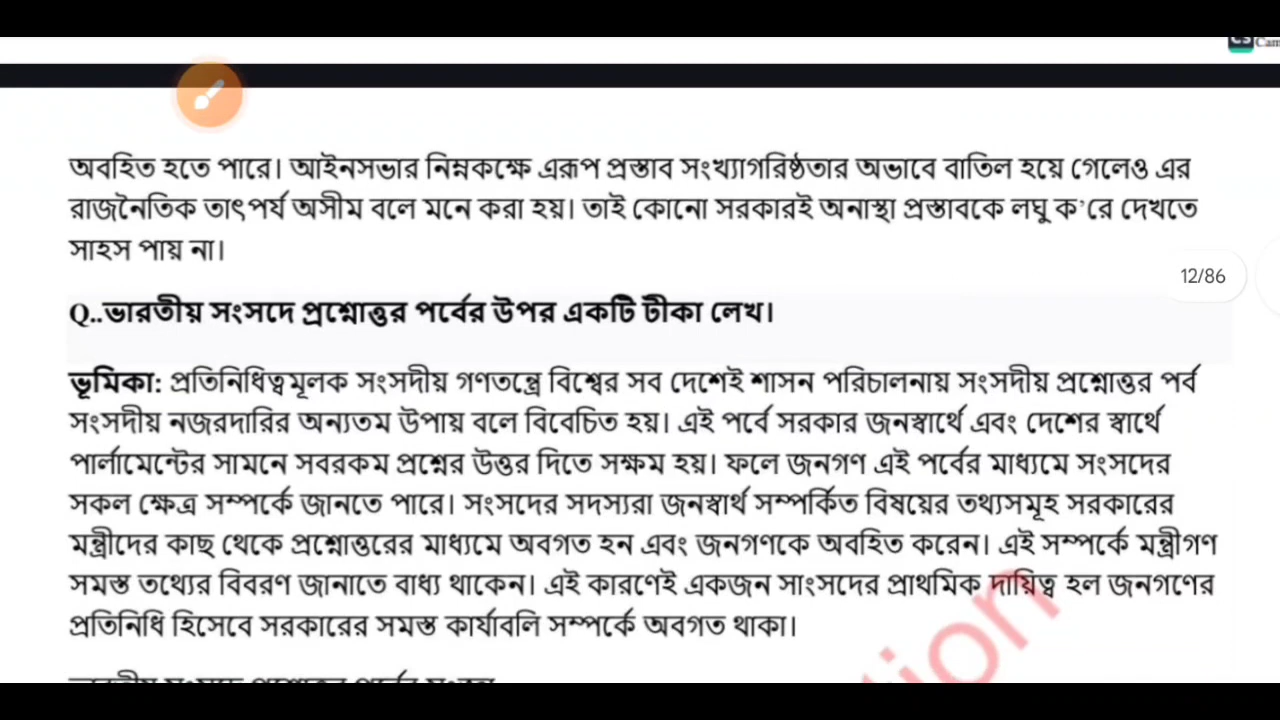 CS Cam
অবহিত হতে পারে। আইনসভার নিম্নকক্ষে এরূপ প্রস্তাব সংখ্যাগরিষ্ঠতার অভাবে বাতিল হয়ে গেলেও এর
রাজনৈতিক তাৎপর্য অসীম বলে মনে করা হয়। তাই কোনো সরকারই অনাস্থা প্রস্তাবকে লঘু ক’রে দেখতে
সাহস পায় না।
12/86
Q..ভারতীয় সংসদে প্রশ্নোত্তর পর্বের উপর একটি টীকা লেখ।
ভূমিকা: প্রতিনিধিত্বমূলক সংসদীয় গণতন্ত্রে বিশ্বের সব দেশেই শাসন পরিচালনায় সংসদীয় প্রশ্নোত্তর পর্ব
সংসদীয় নজরদারির অন্যতম উপায় বলে বিবেচিত হয়। এই পর্বে সরকার জনস্বার্থে এবং দেশের স্বার্থে
পার্লামেন্টের সামনে সবরকম প্রশ্নের উত্তর দিতে সক্ষম হয়। ফলে জনগণ এই পর্বের মাধ্যমে সংসদের
সকল ক্ষেত্র সম্পর্কে জানতে পারে। সংসদের সদস্যরা জনস্বার্থ সম্পর্কিত বিষয়ের তথ্যসমূহ সরকারের
মন্ত্রীদের কাছ থেকে প্রশ্নোত্তরের মাধ্যমে অবগত হন এবং জনগণকে অবহিত করেন। এই সম্পর্কে মন্ত্রীগণ
সমস্ত তথ্যের বিবরণ জানাতে বাধ্য থাকেন। এই কারণেই একজন সাংসদের প্রাথমিক দায়িত্ব হল জনগণের
প্রতিনিধি হিসেবে সরকারের সমস্ত কার্যাবলি সম্পর্কে অবগত থাকা।
tion